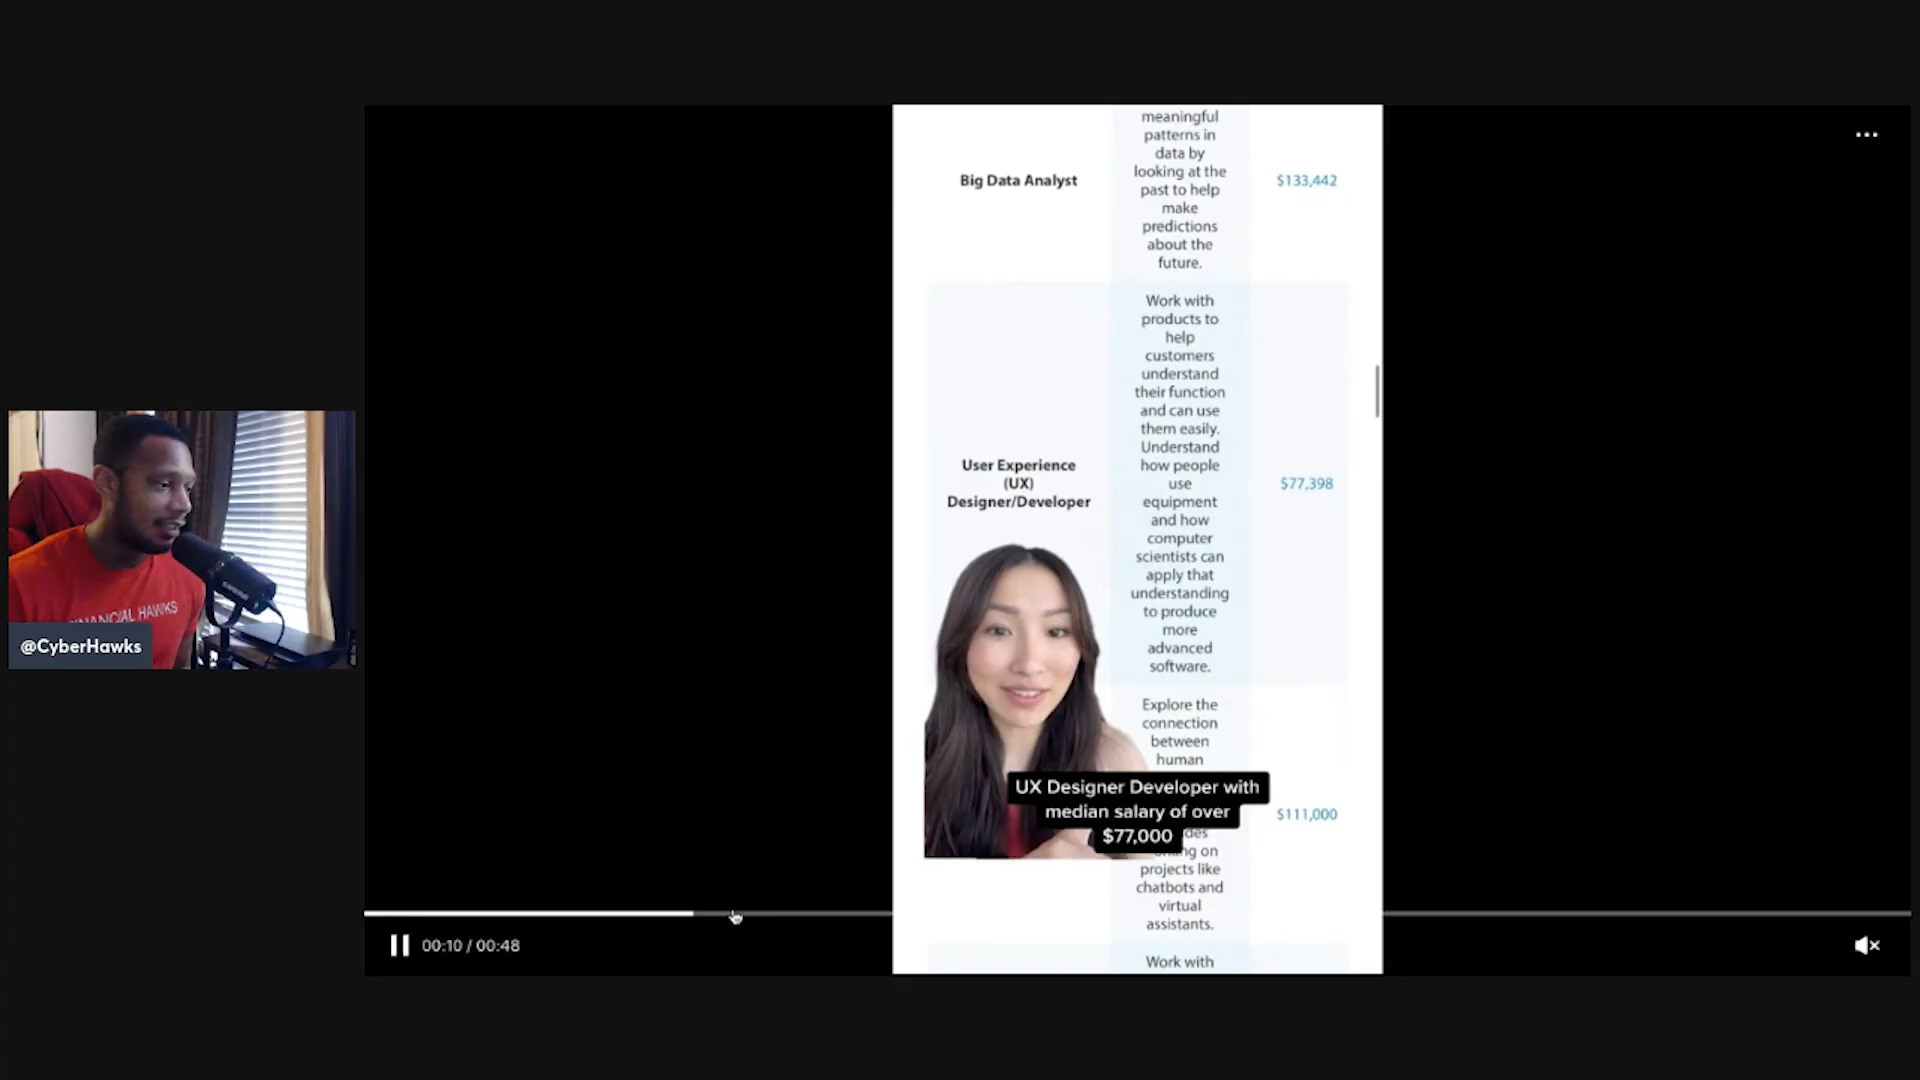 meaningful
patterns in
data by
looking at the
past to help
make
predictions
about the
future.
Big Data Analyst
$133,442
Work with
products to
help
customers
understand
their function
and can use
them easily.
Understand
how people
use
equipment
and how
computer
scientists can
apply that
understanding
to produce
more
advanced
software.
User Experience
(UX)
Designer/Developer
$77,398
Explore the
connection
between
human
projects like
chatbots and
virtual
assistants.
$111,000
Work with
UX Designer Developer with
median salary of over
$77,000
FINANCIAL HAWKS
@CyberHawks
00:10 / 00:48